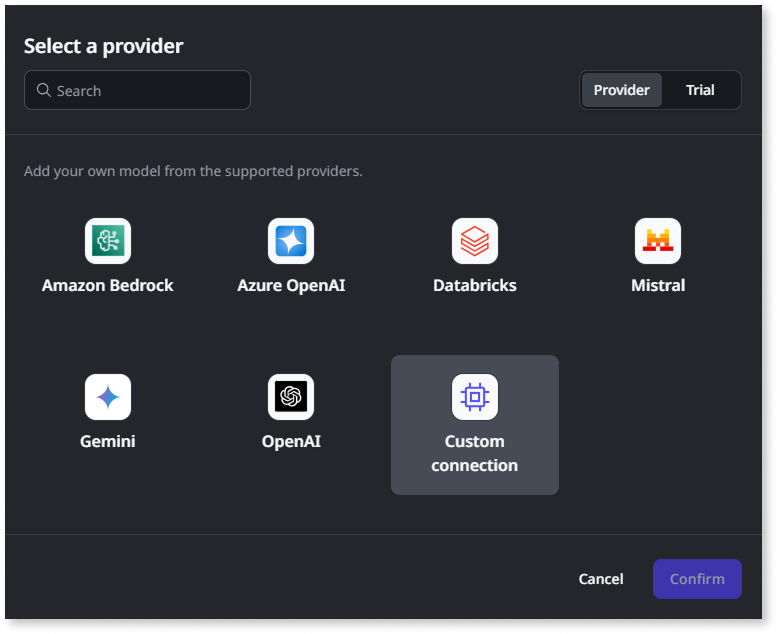 Select a provider
Search
Provider
Trial
Add your own model from the supported providers.
Amazon Bedrock
Azure OpenAI
Databricks
Mistral
Gemini
OpenAI
Custom
connection
Cancel
Confirm